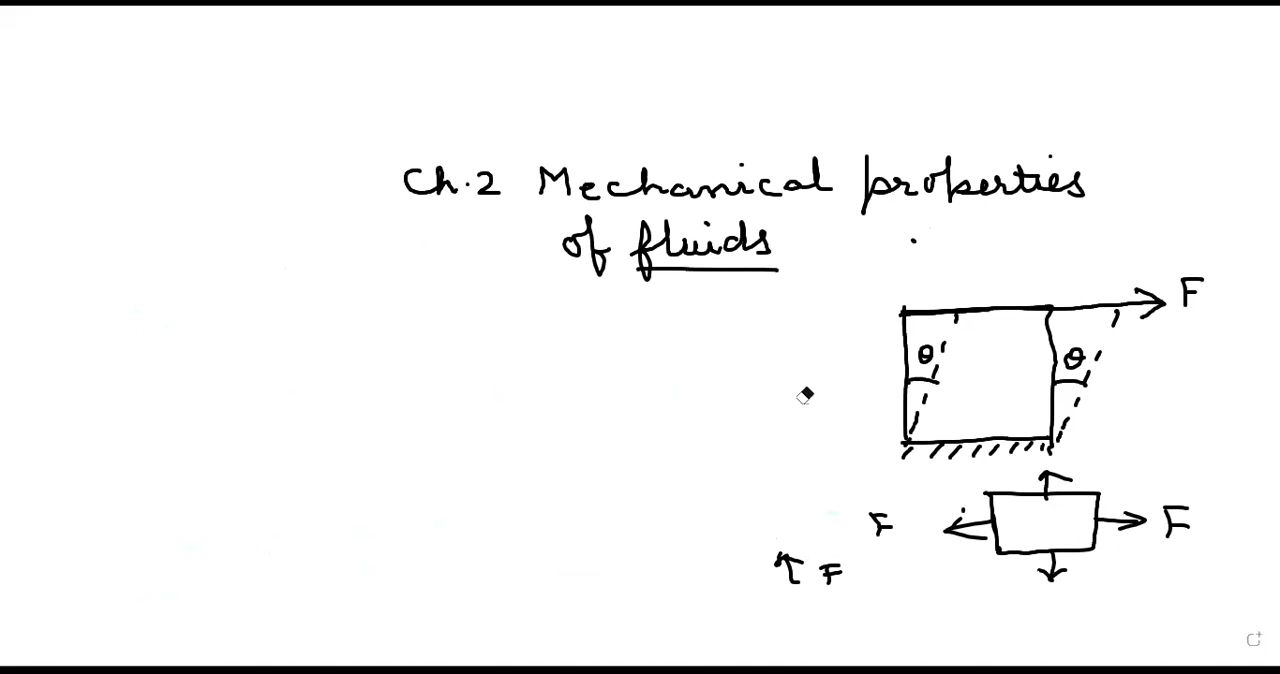 Ch.2 Mechanical properties
of fluids
F
θ θ
F F
F